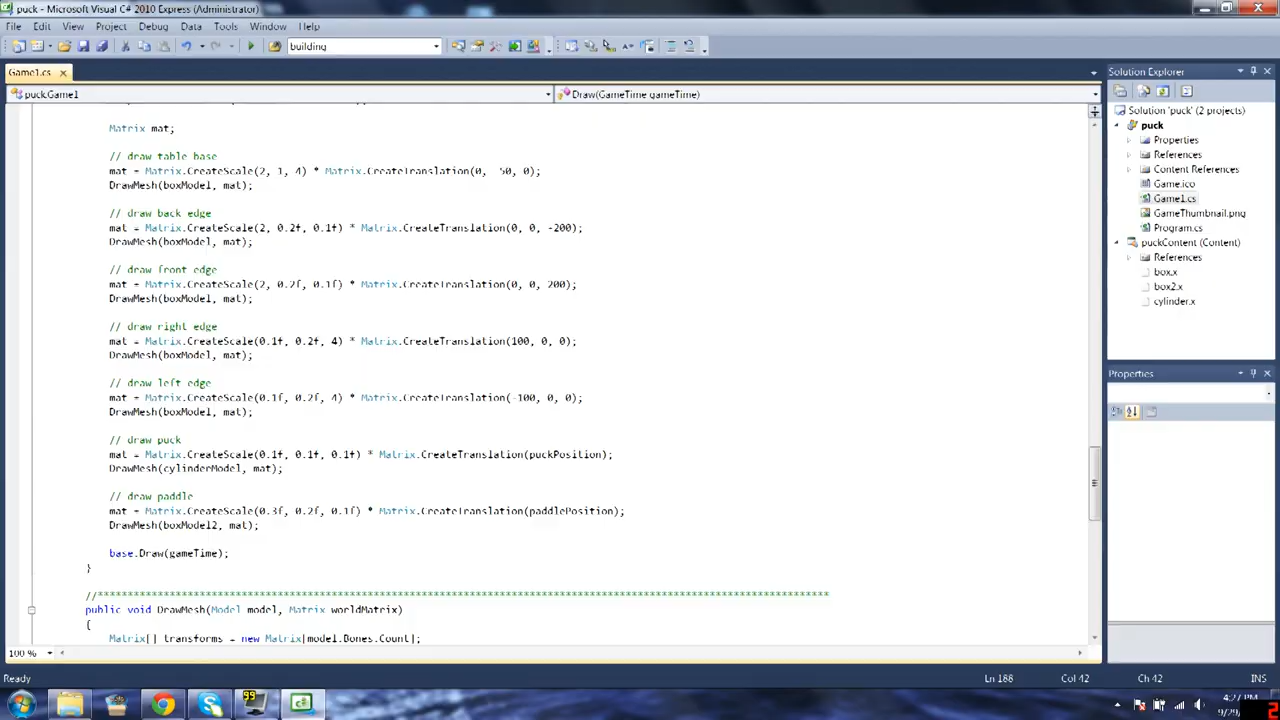 puck - Microsoft Visual C# 2010 Express (Administrator)
File Edit View Project Debug Data Tools Window Help
building
Game1.cs
puck.Game1 Draw(GameTime gameTime)
Matrix mat;
// draw table base
mat = Matrix.CreateScale(2, 1, 4) * Matrix.CreateTranslation(0, 50, 0);
DrawMesh(boxModel, mat);
// draw back edge
mat = Matrix.CreateScale(2, 0.2f, 0.1f) * Matrix.CreateTranslation(0, 0, -200);
DrawMesh(boxModel, mat);
// draw front edge
mat = Matrix.CreateScale(2, 0.2f, 0.1f) * Matrix.CreateTranslation(0, 0, 200);
DrawMesh(boxModel, mat);
// draw right edge
mat = Matrix.CreateScale(0.1f, 0.2f, 4) * Matrix.CreateTranslation(100, 0, 0);
DrawMesh(boxModel, mat);
// draw left edge
mat = Matrix.CreateScale(0.1f, 0.2f, 4) * Matrix.CreateTranslation(-100, 0, 0);
DrawMesh(boxModel, mat);
// draw puck
mat = Matrix.CreateScale(0.1f, 0.1f, 0.1f) * Matrix.CreateTranslation(puckPosition);
DrawMesh(cylinderModel, mat);
// draw paddle
mat = Matrix.CreateScale(0.3f, 0.2f, 0.1f) * Matrix.CreateTranslation(paddlePosition);
DrawMesh(boxModel2, mat);
base.Draw(gameTime);
}
public void DrawMesh(Model model, Matrix worldMatrix)
{
Matrix[] transforms = new Matrix[model.Bones.Count];
100 %
Solution Explorer
Solution 'puck' (2 projects)
puck
Properties
References
Content References
Game.ico
Game1.cs
GameThumbnail.png
Program.cs
puckContent (Content)
References
box.x
box2.x
cylinder.x
Properties
Ready Ln 188 Col 42 Ch 42 INS
99
4:27 PM